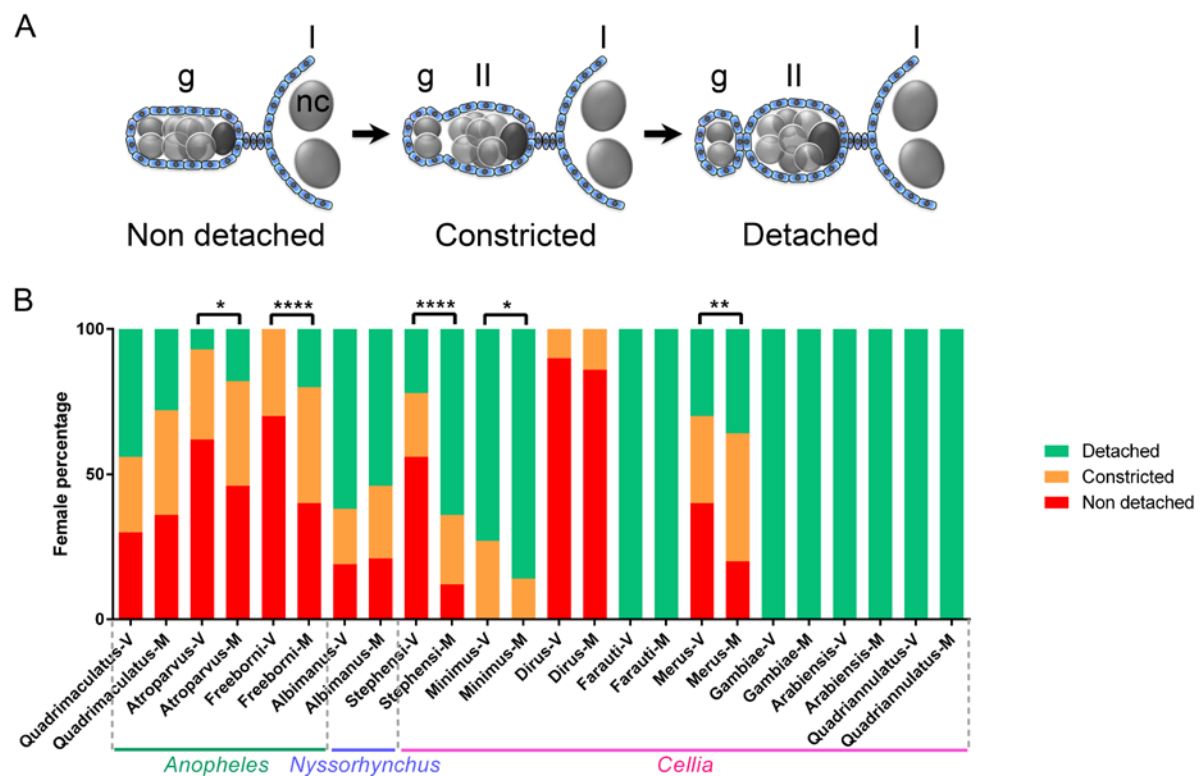 A
g
I
nc
g
II
I
g
II
I
Non detached
Constricted
Detached
B
*
****
****
*
**
100
50
0
Female percentage
Detached
Constricted
Non detached
Quadrimaculatus-V
Quadrimaculatus-M
Atroparvus-V
Atroparvus-M
Freeborni-V
Freeborni-M
Albimanus-V
Albimanus-M
Stephensi-V
Stephensi-M
Minimus-V
Minimus-M
Dirus-V
Dirus-M
Farauti-V
Farauti-M
Merus-V
Merus-M
Gambiae-V
Gambiae-M
Arabiensis-V
Arabiensis-M
Quadriannulatus-V
Quadriannulatus-M
Anopheles
Nyssorhynchus
Cellia